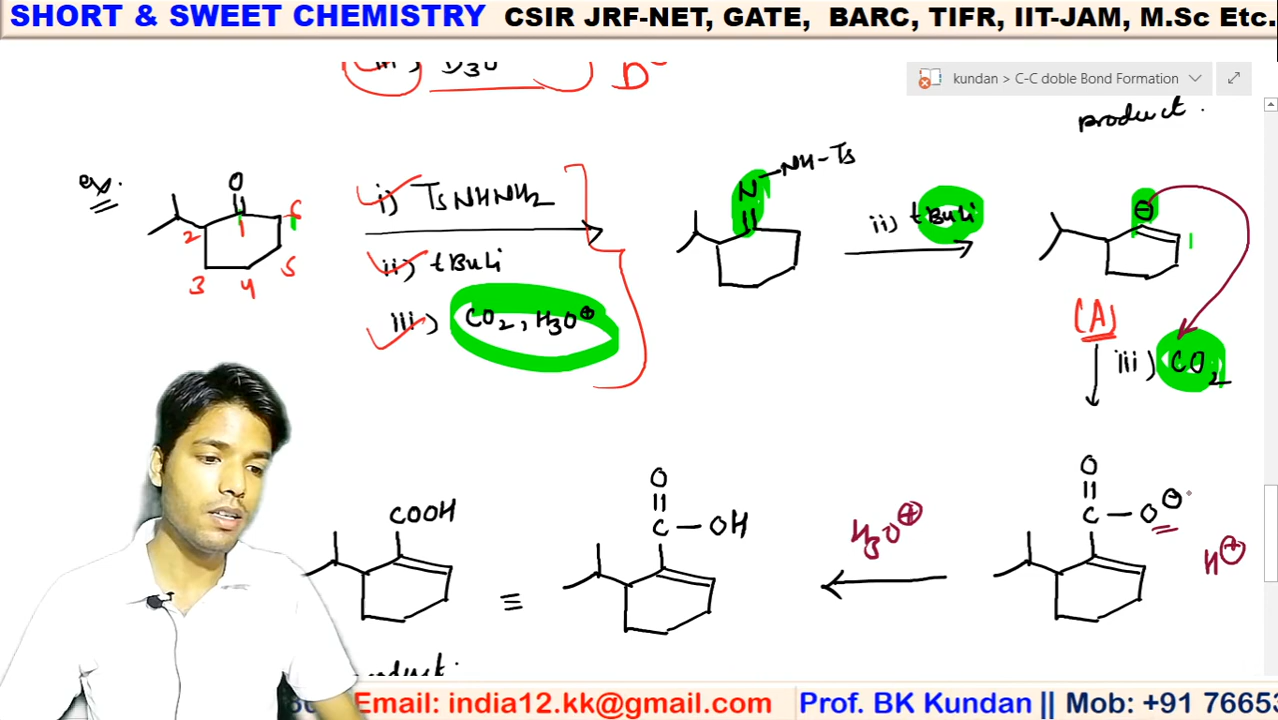 SHORT & SWEET CHEMISTRY CSIR JRF-NET, GATE, BARC, TIFR, IIT-JAM, M.Sc Etc.
kundan > C-C doble Bond Formation
product.
ex.
O
1
2
3
4
5
6
i) TsNHNH2
ii) tBuLi
iii) CO2, H3O⊕
N-NH-Ts
ii) tBuLi
⊖
1
(A)
iii) CO2
O
C-O⊖
H⊕
H3O⊕
O
C-OH
≡
COOH
product.
Email: india12.kk@gmail.com Prof. BK Kundan || Mob: +91 7665